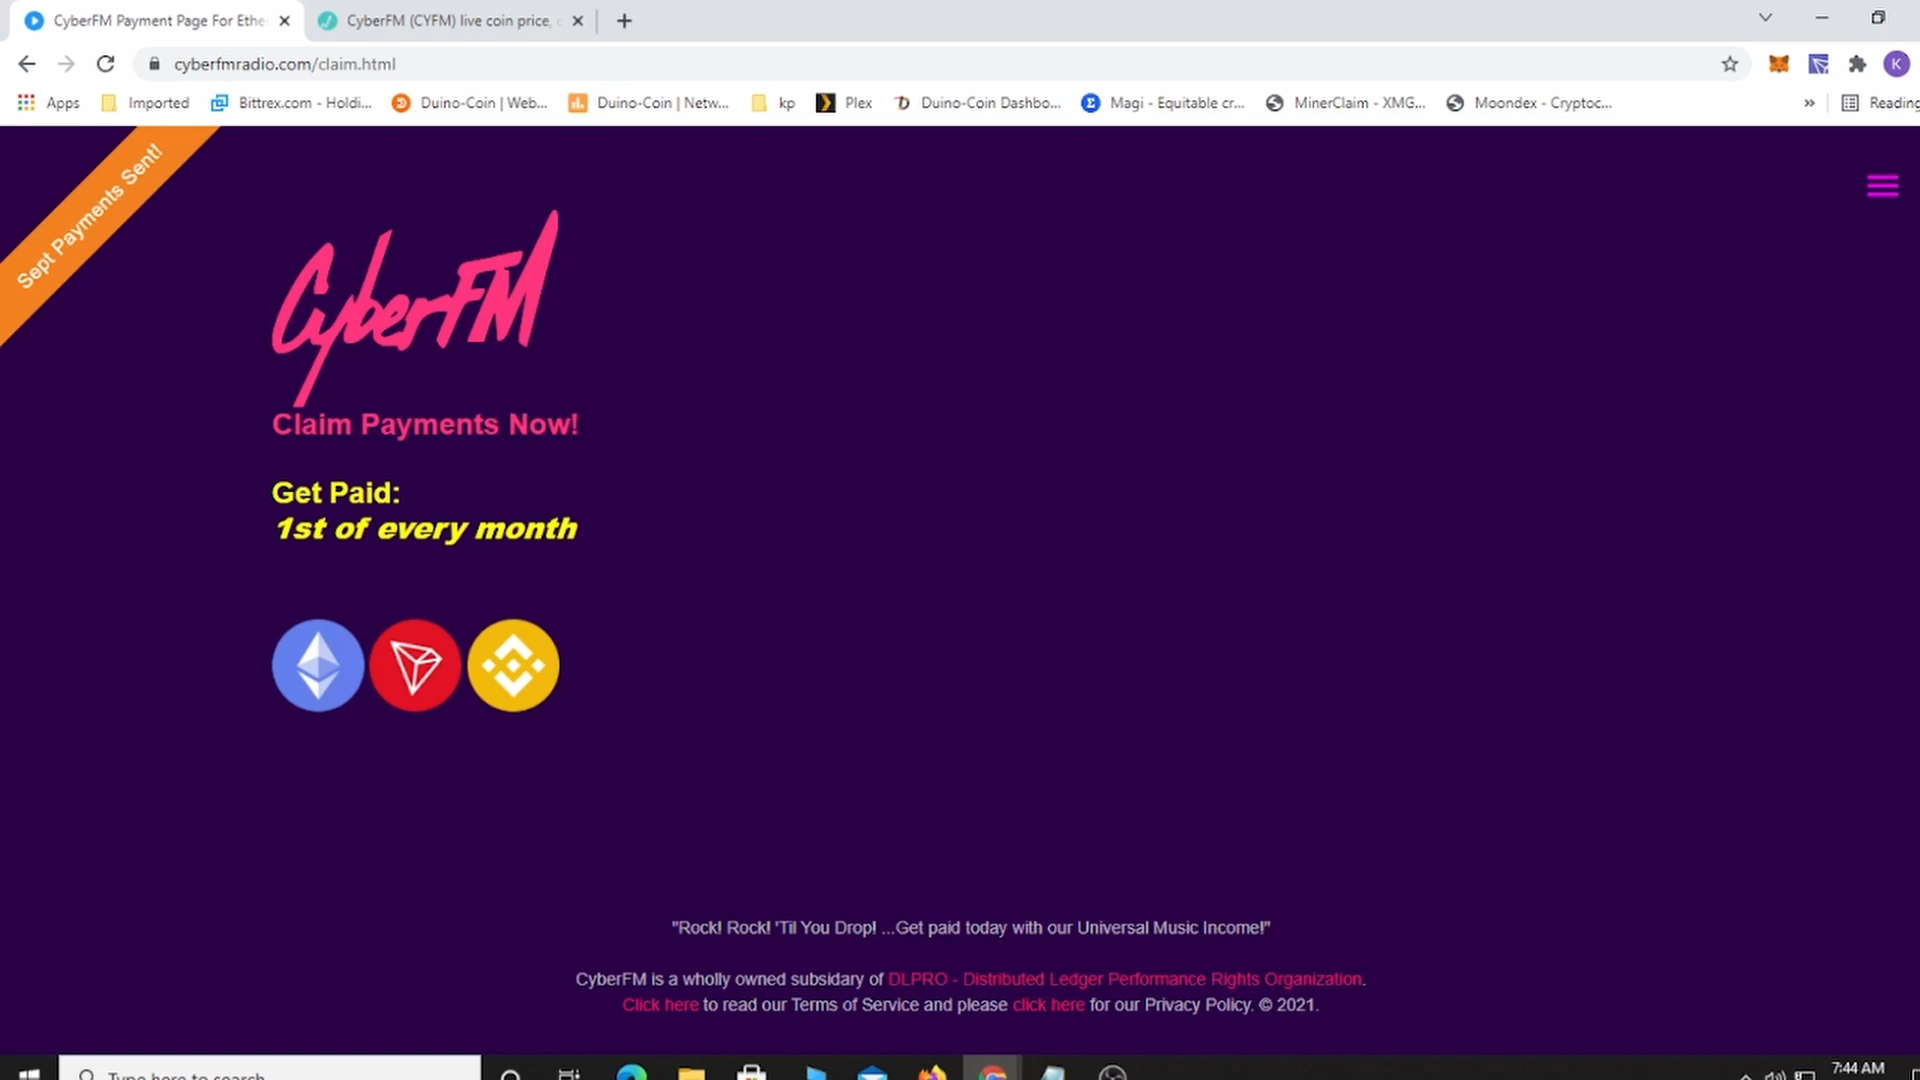 CyberFM Payment Page For Ethe
CyberFM (CYFM) live coin price,
cyberfmradio.com/claim.html
K
Apps
Imported
Bittrex.com - Holdi...
Duino-Coin | Web...
Duino-Coin | Netw...
kp
Plex
Duino-Coin Dashbo...
Magi - Equitable cr...
MinerClaim - XMG...
Moondex - Cryptoc...
»
Reading
Sept Payments Sent!
CyberFM
Claim Payments Now!
Get Paid:
1st of every month
"Rock! Rock! 'Til You Drop! ...Get paid today with our Universal Music Income!"
CyberFM is a wholly owned subsidary of DLPRO - Distributed Ledger Performance Rights Organization.
Click here to read our Terms of Service and please click here for our Privacy Policy. © 2021.
Type here to search
7:44 AM